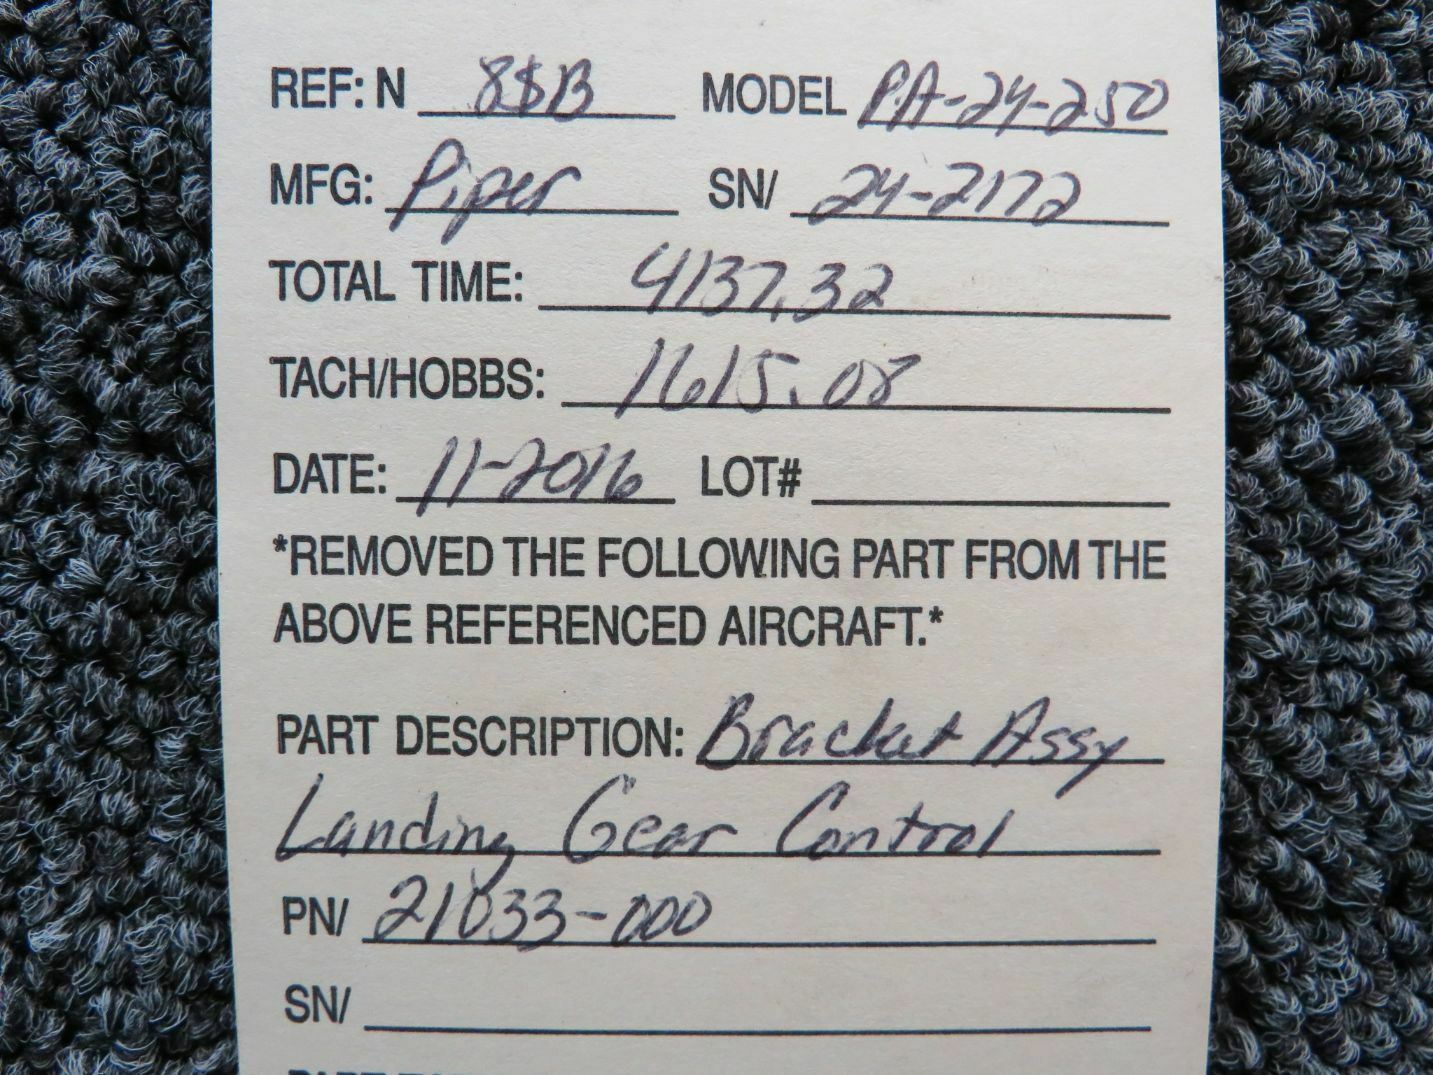 REF: N 8$B MODEL PA-24-250
MFG: Piper SN/ 24-2172
TOTAL TIME: 4137.32
TACH/HOBBS: 1615.08
DATE: 11-2016 LOT#
*REMOVED THE FOLLOWING PART FROM THE
ABOVE REFERENCED AIRCRAFT.*
PART DESCRIPTION: Bracket Assy
Landing Gear Control
PN/ 21033-000
SN/